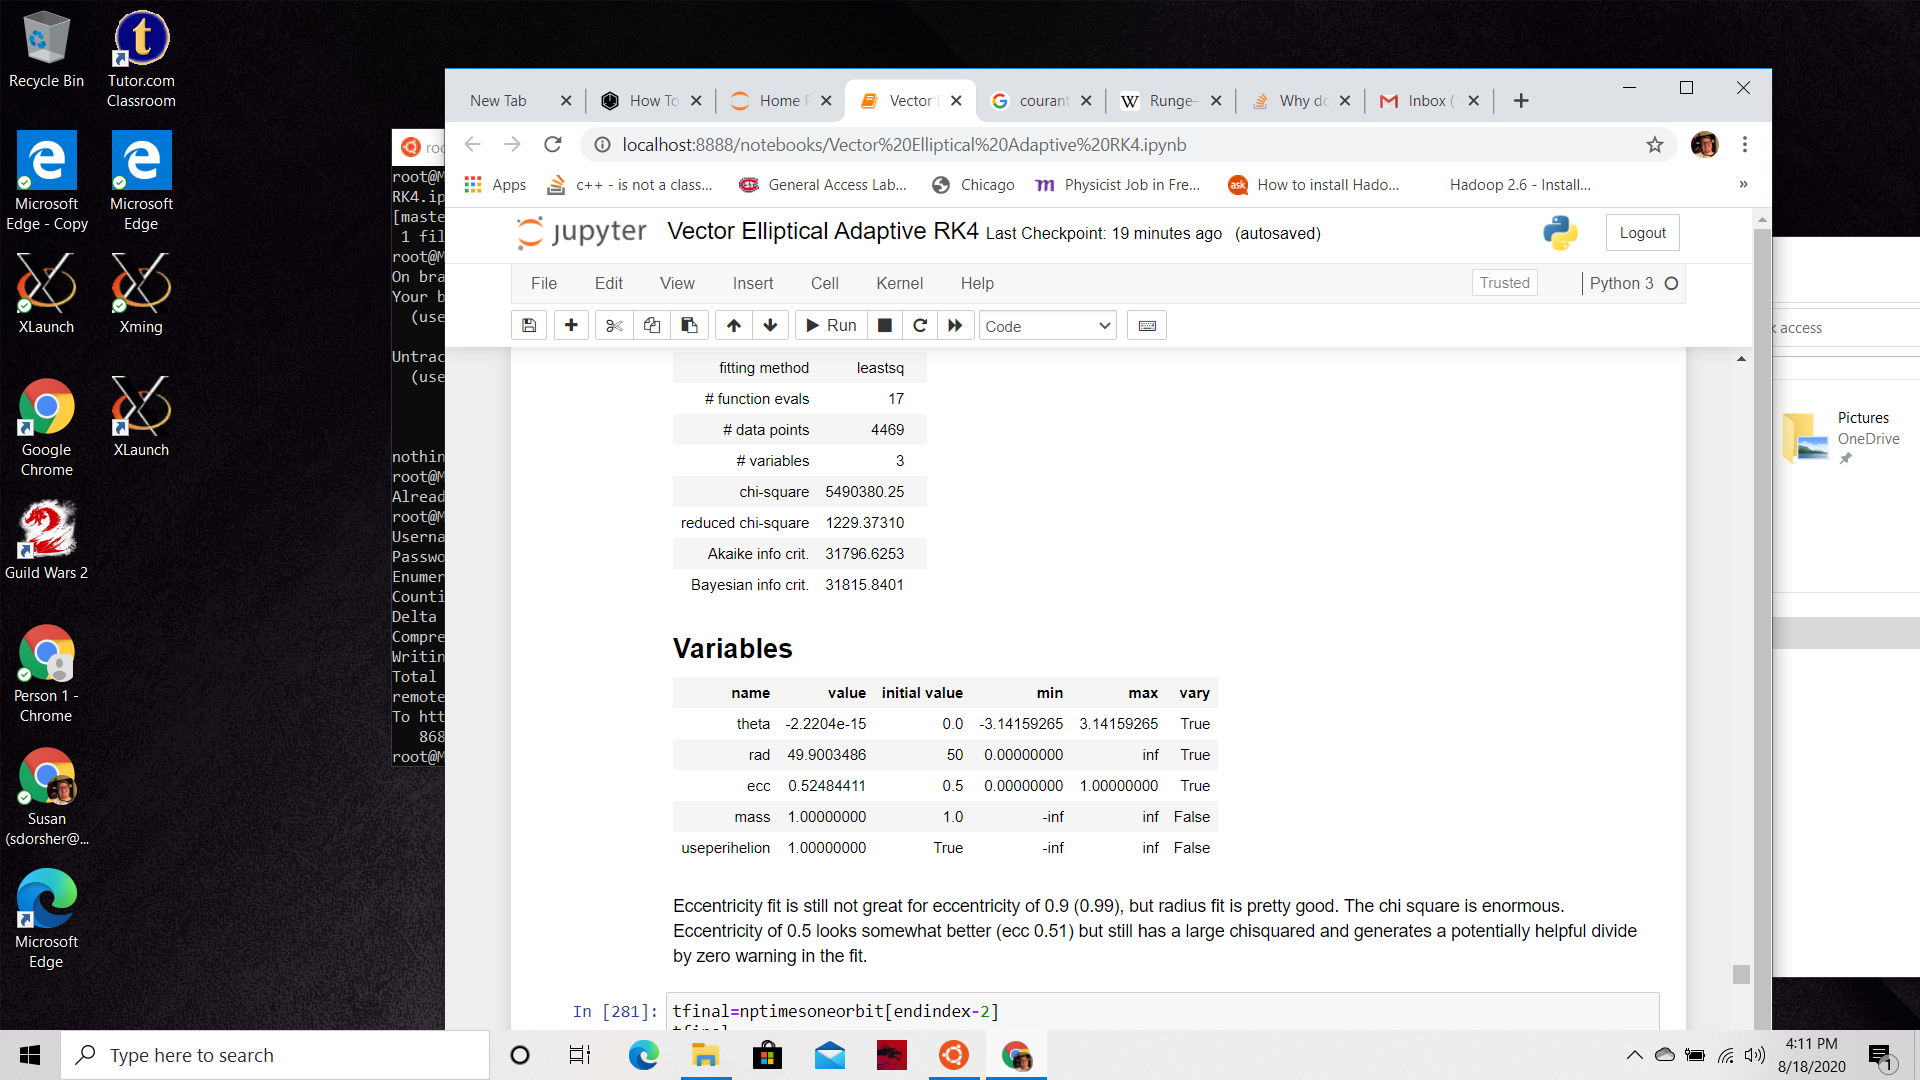 Recycle Bin
Tutor.com
Classroom
Microsoft
Edge - Copy
Microsoft
Edge
XLaunch
Xming
Google
Chrome
XLaunch
Guild Wars 2
Person 1 -
Chrome
Susan
(sdorsher@...
Microsoft
Edge
root@
RK4.ip
[maste
1 fil
root@
On bra
Your b
(use
Untrac
(use
nothin
root@
Alread
root@
Userna
Passwo
Enumer
Counti
Delta
Compre
Writin
Total
remote
To htt
868
root@
New Tab
How To
Home P
Vector
courant
Runge-
Why do
Inbox (
localhost:8888/notebooks/Vector%20Elliptical%20Adaptive%20RK4.ipynb
Apps
c++ - is not a class...
General Access Lab...
Chicago
Physicist Job in Fre...
ask
How to install Hado...
Hadoop 2.6 - Install...
»
jupyter
Vector Elliptical Adaptive RK4 Last Checkpoint: 19 minutes ago (autosaved)
Logout
File Edit View Insert Cell Kernel Help
Trusted
Python 3
Run
Code
fitting method leastsq
# function evals 17
# data points 4469
# variables 3
chi-square 5490380.25
reduced chi-square 1229.37310
Akaike info crit. 31796.6253
Bayesian info crit. 31815.8401
Variables
name value initial value min max vary
theta -2.2204e-15 0.0 -3.14159265 3.14159265 True
rad 49.9003486 50 0.00000000 inf True
ecc 0.52484411 0.5 0.00000000 1.00000000 True
mass 1.00000000 1.0 -inf inf False
useperihelion 1.00000000 True -inf inf False
Eccentricity fit is still not great for eccentricity of 0.9 (0.99), but radius fit is pretty good. The chi square is enormous.
Eccentricity of 0.5 looks somewhat better (ecc 0.51) but still has a large chisquared and generates a potentially helpful divide
by zero warning in the fit.
In [281]: tfinal=nptimesoneorbit[endindex-2]
access
Pictures
OneDrive
Type here to search
4:11 PM
8/18/2020
1